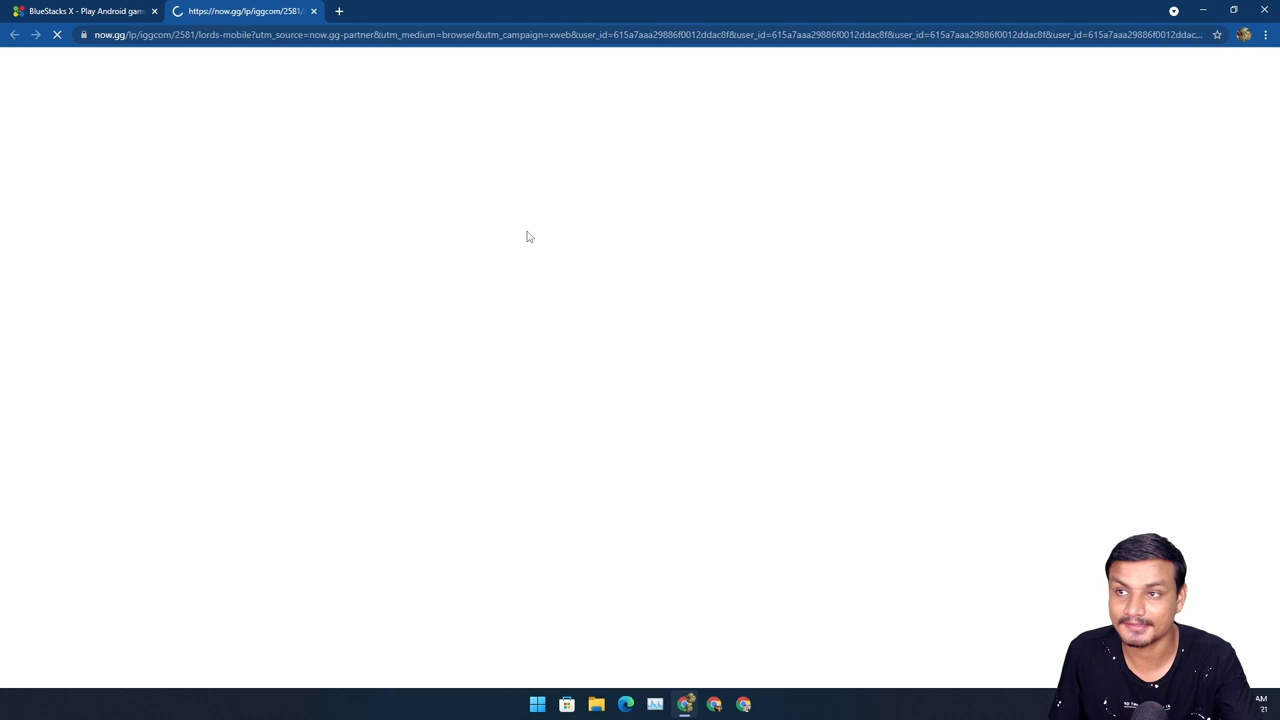 BlueStacks X - Play Android gam
https://now.gg/lp/iggcom/2581/
now.gg/lp/iggcom/2581/lords-mobile?utm_source=now.gg-partner&utm_medium=browser&utm_campaign=xweb&user_id=615a7aaa29886f0012ddac8f&user_id=615a7aaa29886f0012ddac8f&user_id=615a7aaa29886f0012ddac8f&user_id=615a7aaa29886f0012ddac...
AM
21